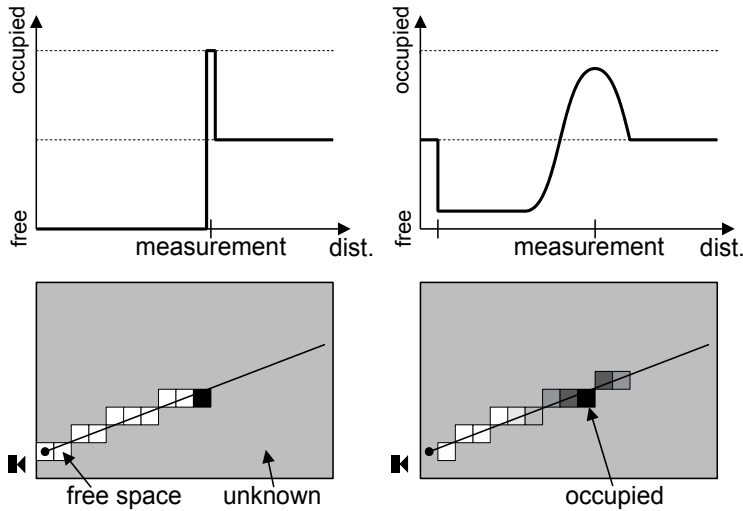 occupied
free
measurement
dist.
occupied
free
measurement
dist.
free space
unknown
occupied